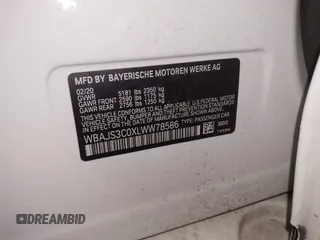 MFD BY BAYERISCHE MOTOREN WERKE AG
02/20
GVWR 5181 lbs 2350 kg
GAWR FRONT 2590 lbs 1175 kg
GAWR REAR 2756 lbs 1250 kg
THIS VEHICLE CONFORMS TO ALL APPLICABLE FEDERAL
MOTOR VEHICLE SAFETY, BUMPER, AND THEFT
PREVENTION STANDARDS IN EFFECT ON THE DATE OF
MANUFACTURE SHOWN ABOVE.
WBAJS3C0XLWW78586
TYPE: PASSENGER CAR
DREAMBID